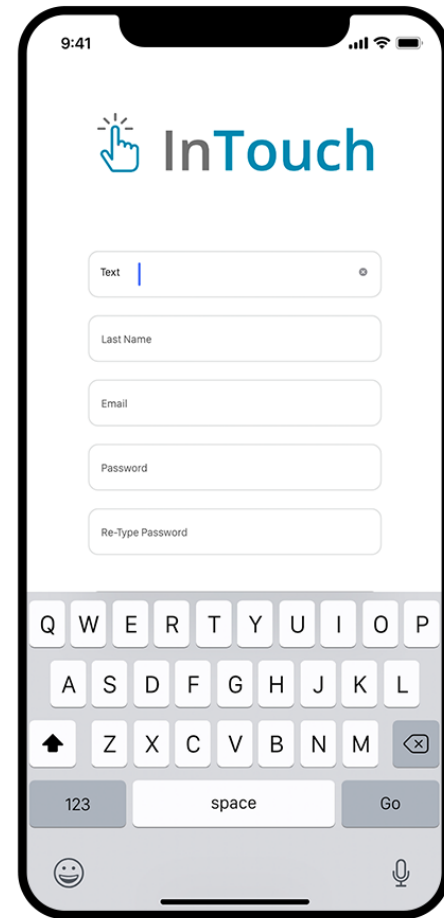 9:41
InTouch
Text
Last Name
Email
Password
Re-Type Password
Q W E R T Y U I O P
A S D F G H J K L
Z X C V B N M
123 space Go